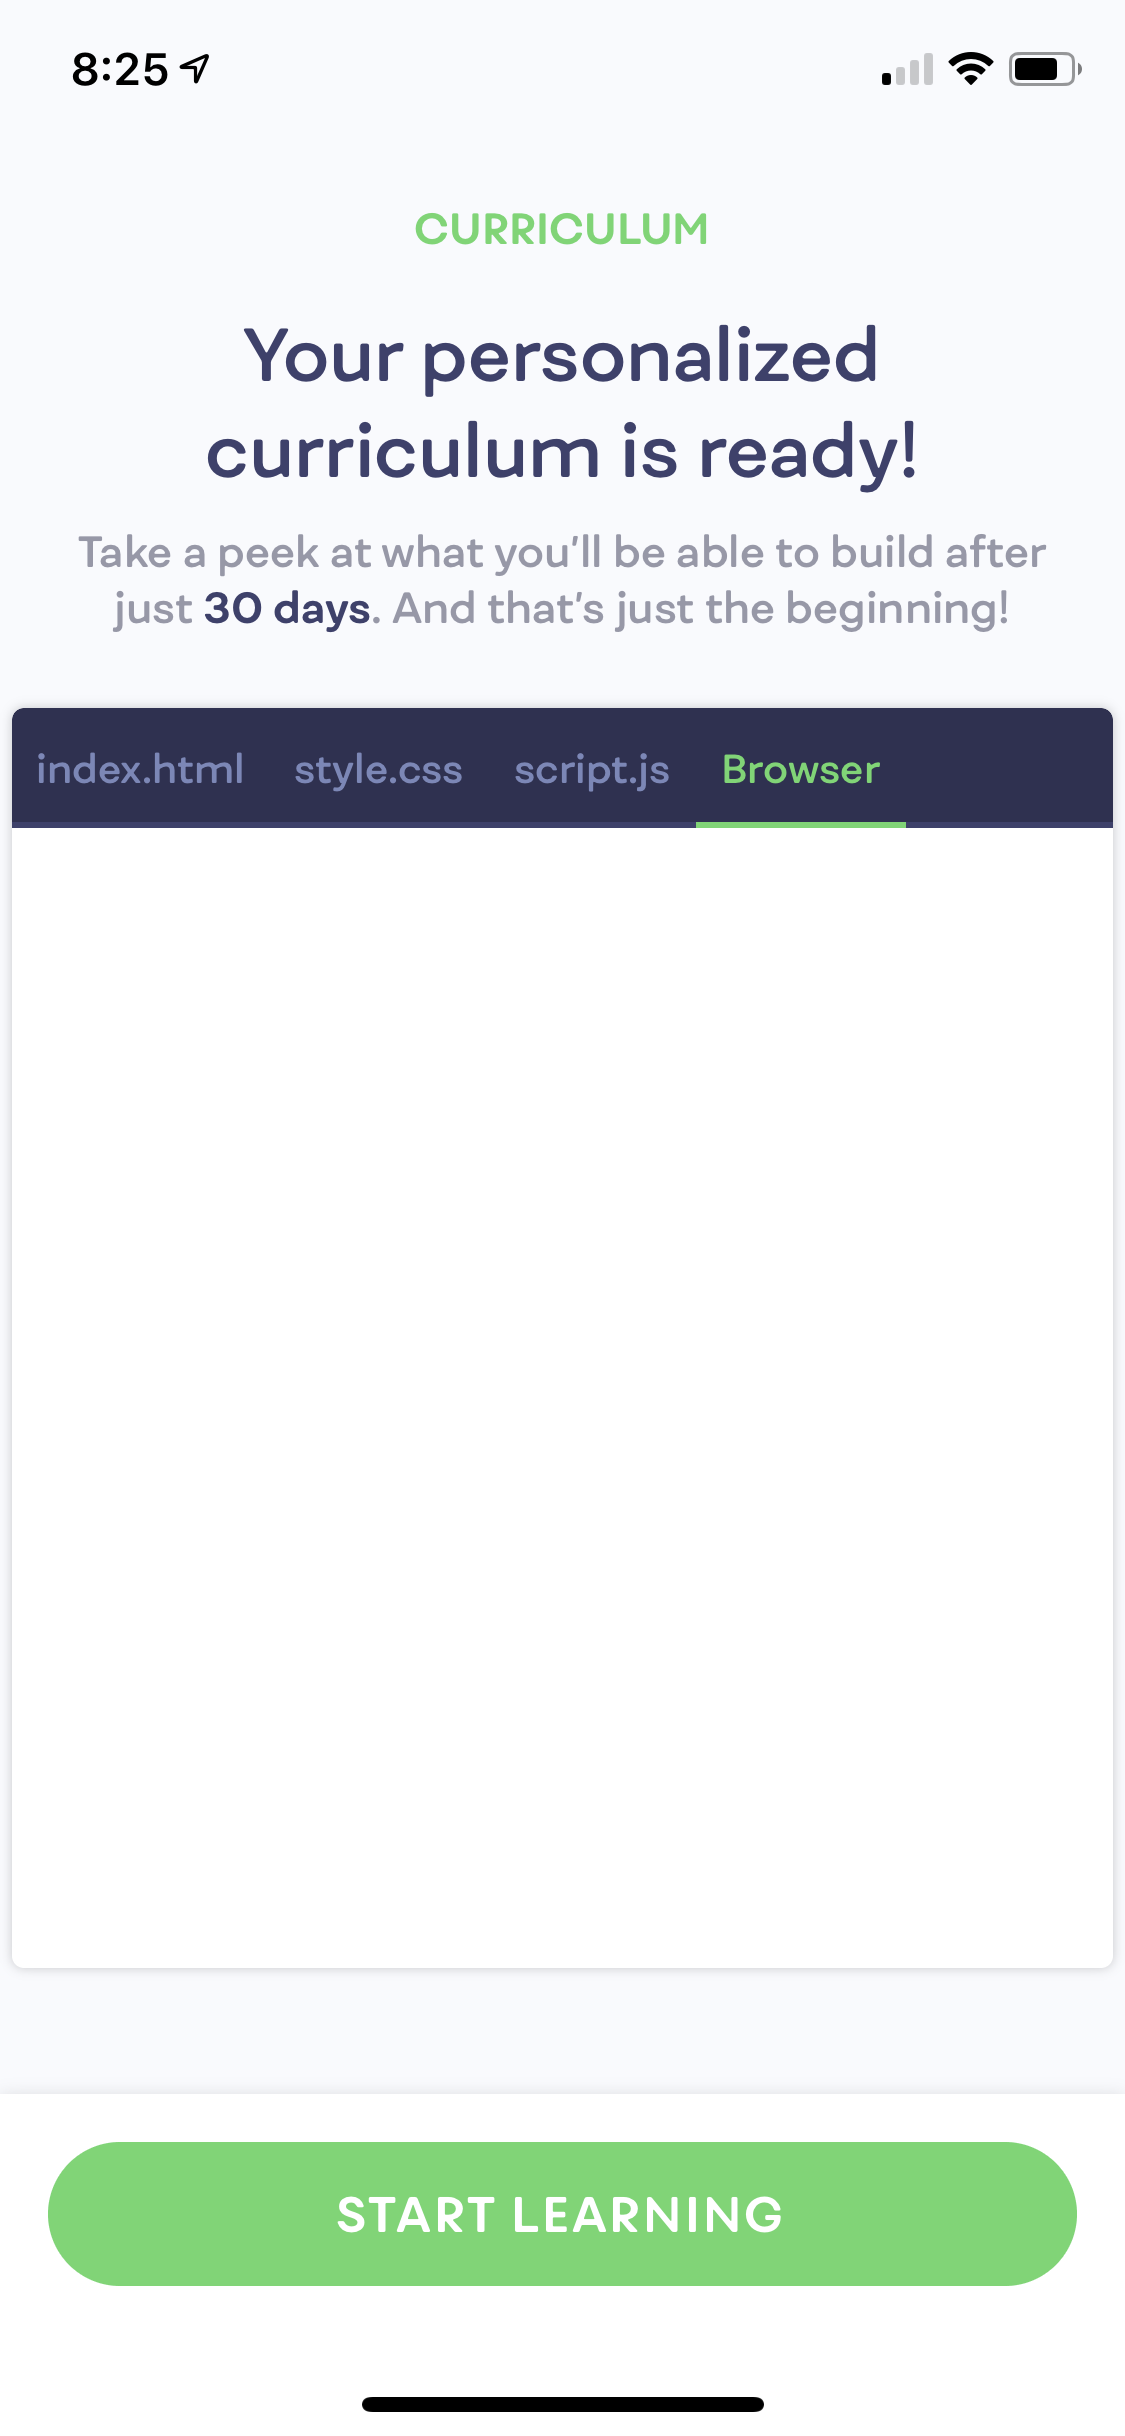 8:25
CURRICULUM
Your personalized
curriculum is ready!
Take a peek at what you’ll be able to build after
just 30 days. And that’s just the beginning!
index.html style.css script.js Browser
START LEARNING